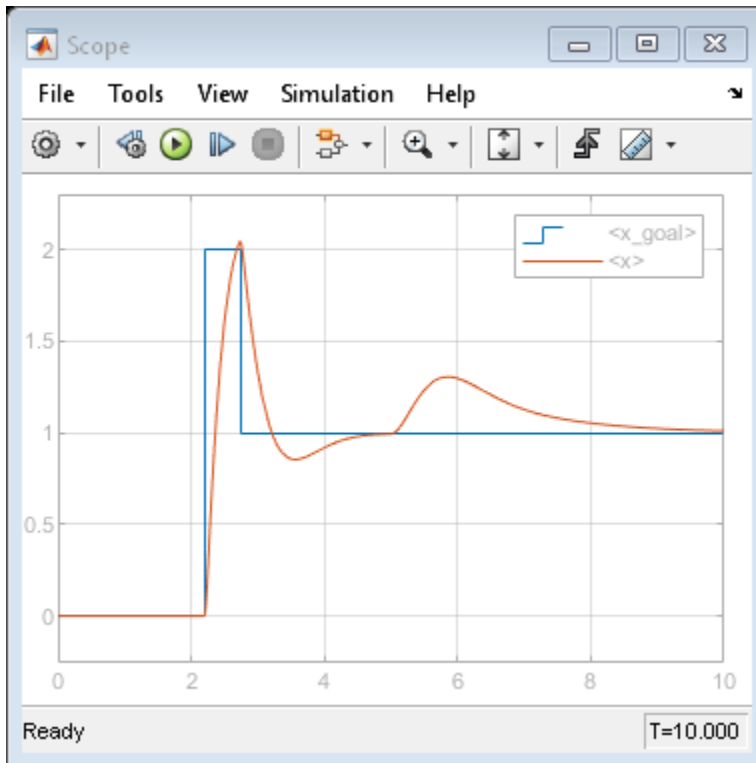 Scope
File Tools View Simulation Help
<x_goal>
<x>
2
1.5
1
0.5
0
0 2 4 6 8 10
Ready T=10.000